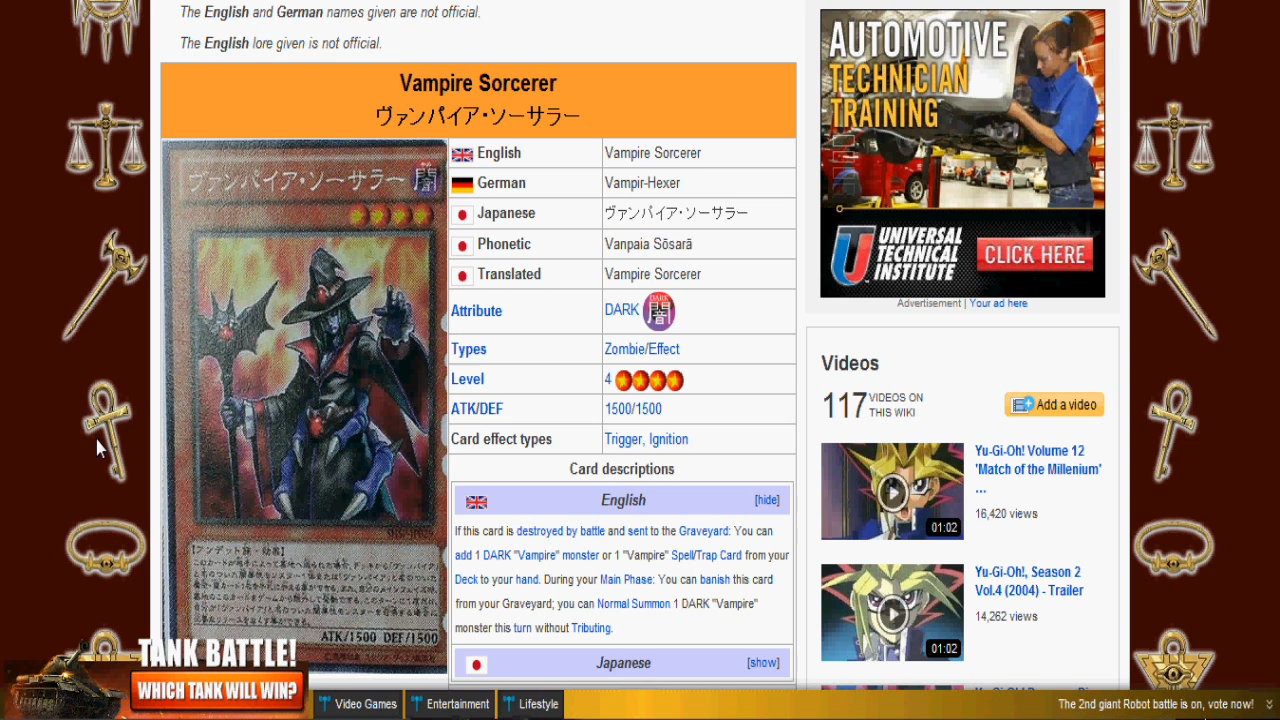 The English and German names given are not official.
The English lore given is not official.
Vampire Sorcerer
ヴァンパイア・ソーサラー
ヴァンパイア・ソーサラー 闇
English Vampire Sorcerer
German Vampir-Hexer
Japanese ヴァンパイア・ソーサラー
Phonetic Vanpaia Sōsarā
Translated Vampire Sorcerer
Attribute DARK DARK 闇
Types Zombie/Effect
Level 4
ATK/DEF 1500/1500
Card effect types Trigger, Ignition
Card descriptions
English [hide]
If this card is destroyed by battle and sent to the Graveyard: You can
add 1 DARK "Vampire" monster or 1 "Vampire" Spell/Trap Card from your
Deck to your hand. During your Main Phase: You can banish this card
from your Graveyard; you can Normal Summon 1 DARK "Vampire"
monster this turn without Tributing.
Japanese [show]
【アンデット族・効果】
ATK/1500 DEF/1500
AUTOMOTIVE
TECHNICIAN
TRAINING
UNIVERSAL
TECHNICAL
INSTITUTE
CLICK HERE
Advertisement | Your ad here
Videos
117 VIDEOS ON
THIS WIKI
Add a video
Yu-Gi-Oh! Volume 12
'Match of the Millenium'
...
16,420 views
01:02
Yu-Gi-Oh!, Season 2
Vol.4 (2004) - Trailer
14,262 views
01:02
TANK BATTLE!
WHICH TANK WILL WIN?
Video Games
Entertainment
Lifestyle
The 2nd giant Robot battle is on, vote now!